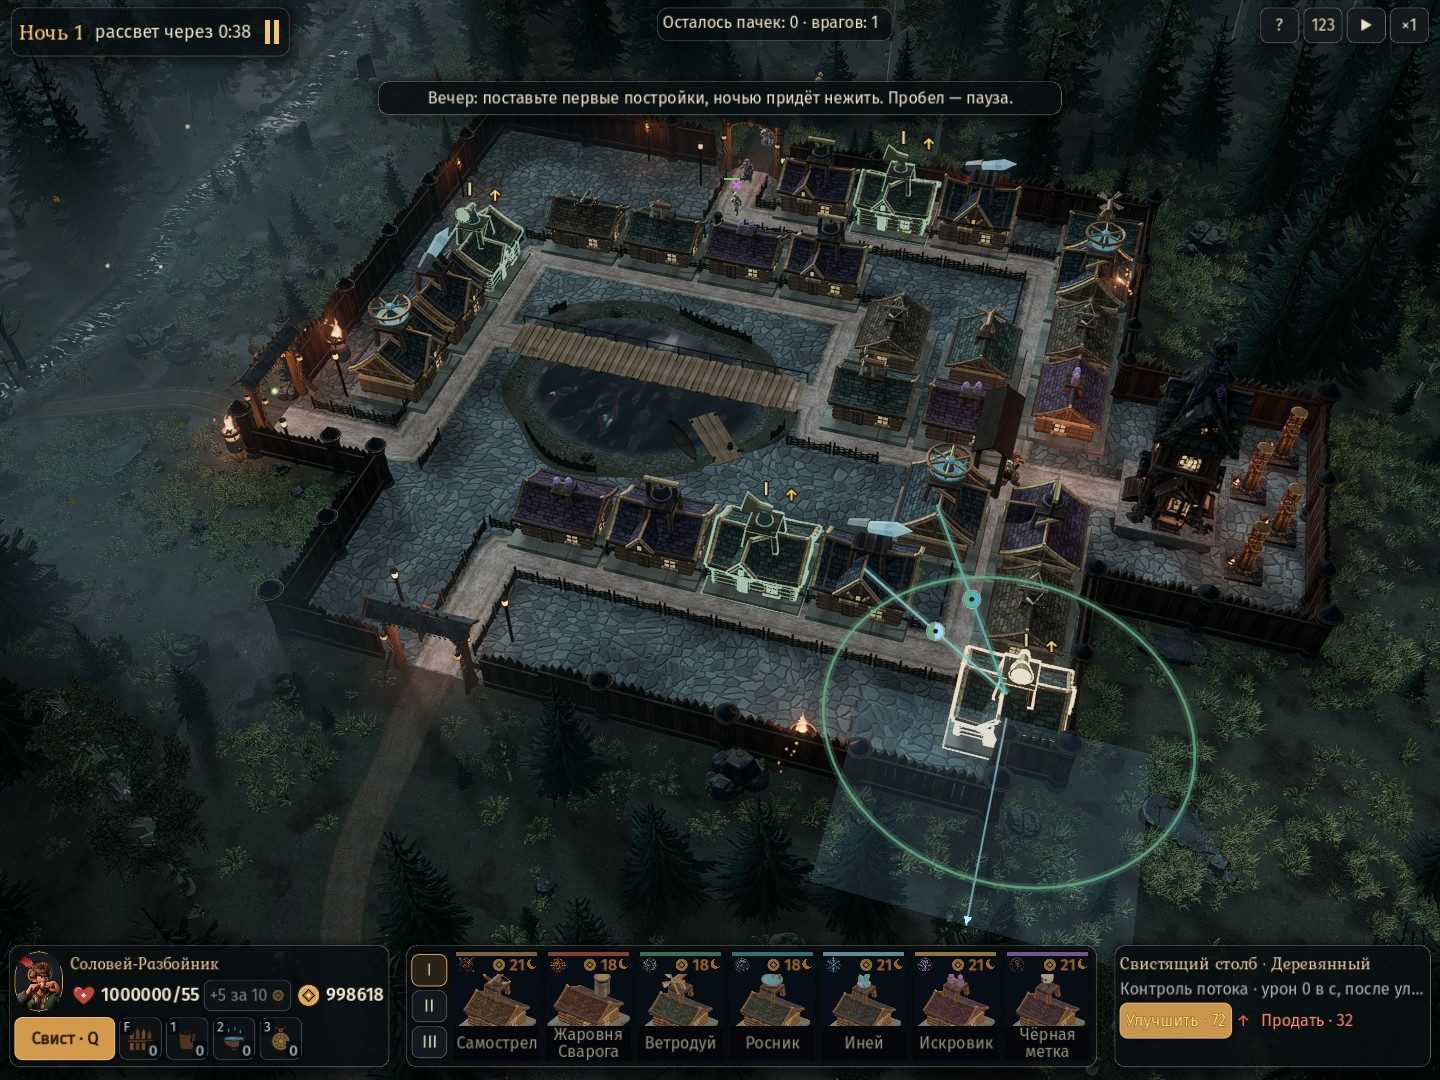 Ночь 1 рассвет через 0:38
Осталось пачек: 0 · врагов: 1
? 123 ×1
Вечер: поставьте первые постройки, ночью придёт нежить. Пробел — пауза.
Соловей-Разбойник
1000000/55 +5 за 10 998618
Свист · Q
F 0
1 0
2 0
3 0
I
II
III
21
Самострел
18
Жаровня Сварога
18
Ветродуй
18
Росник
21
Иней
21
Искровик
21
Чёрная метка
Свистящий столб · Деревянный
Контроль потока · урон 0 в с, после ул...
Улучшить · 72 Продать · 32